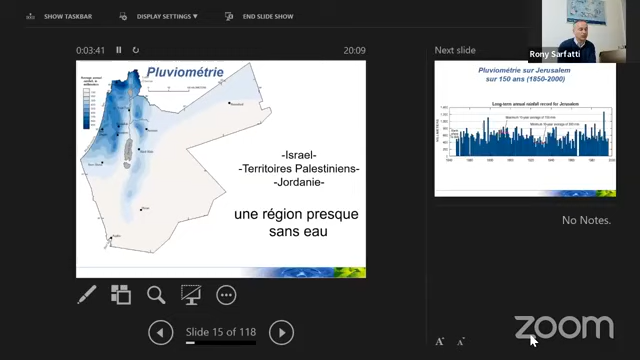 SHOW TASKBAR
DISPLAY SETTINGS ▼
END SLIDE SHOW
Rony Sarfatti
0:03:41
20:09
Next slide
Pluviométrie
-Israel-
-Territoires Palestiniens-
-Jordanie-
une région presque
sans eau
Pluviométrie sur Jerusalem
sur 150 ans (1850-2000)
Long-term annual rainfall record for Jerusalem
No Notes.
Slide 15 of 118
A A
zoom